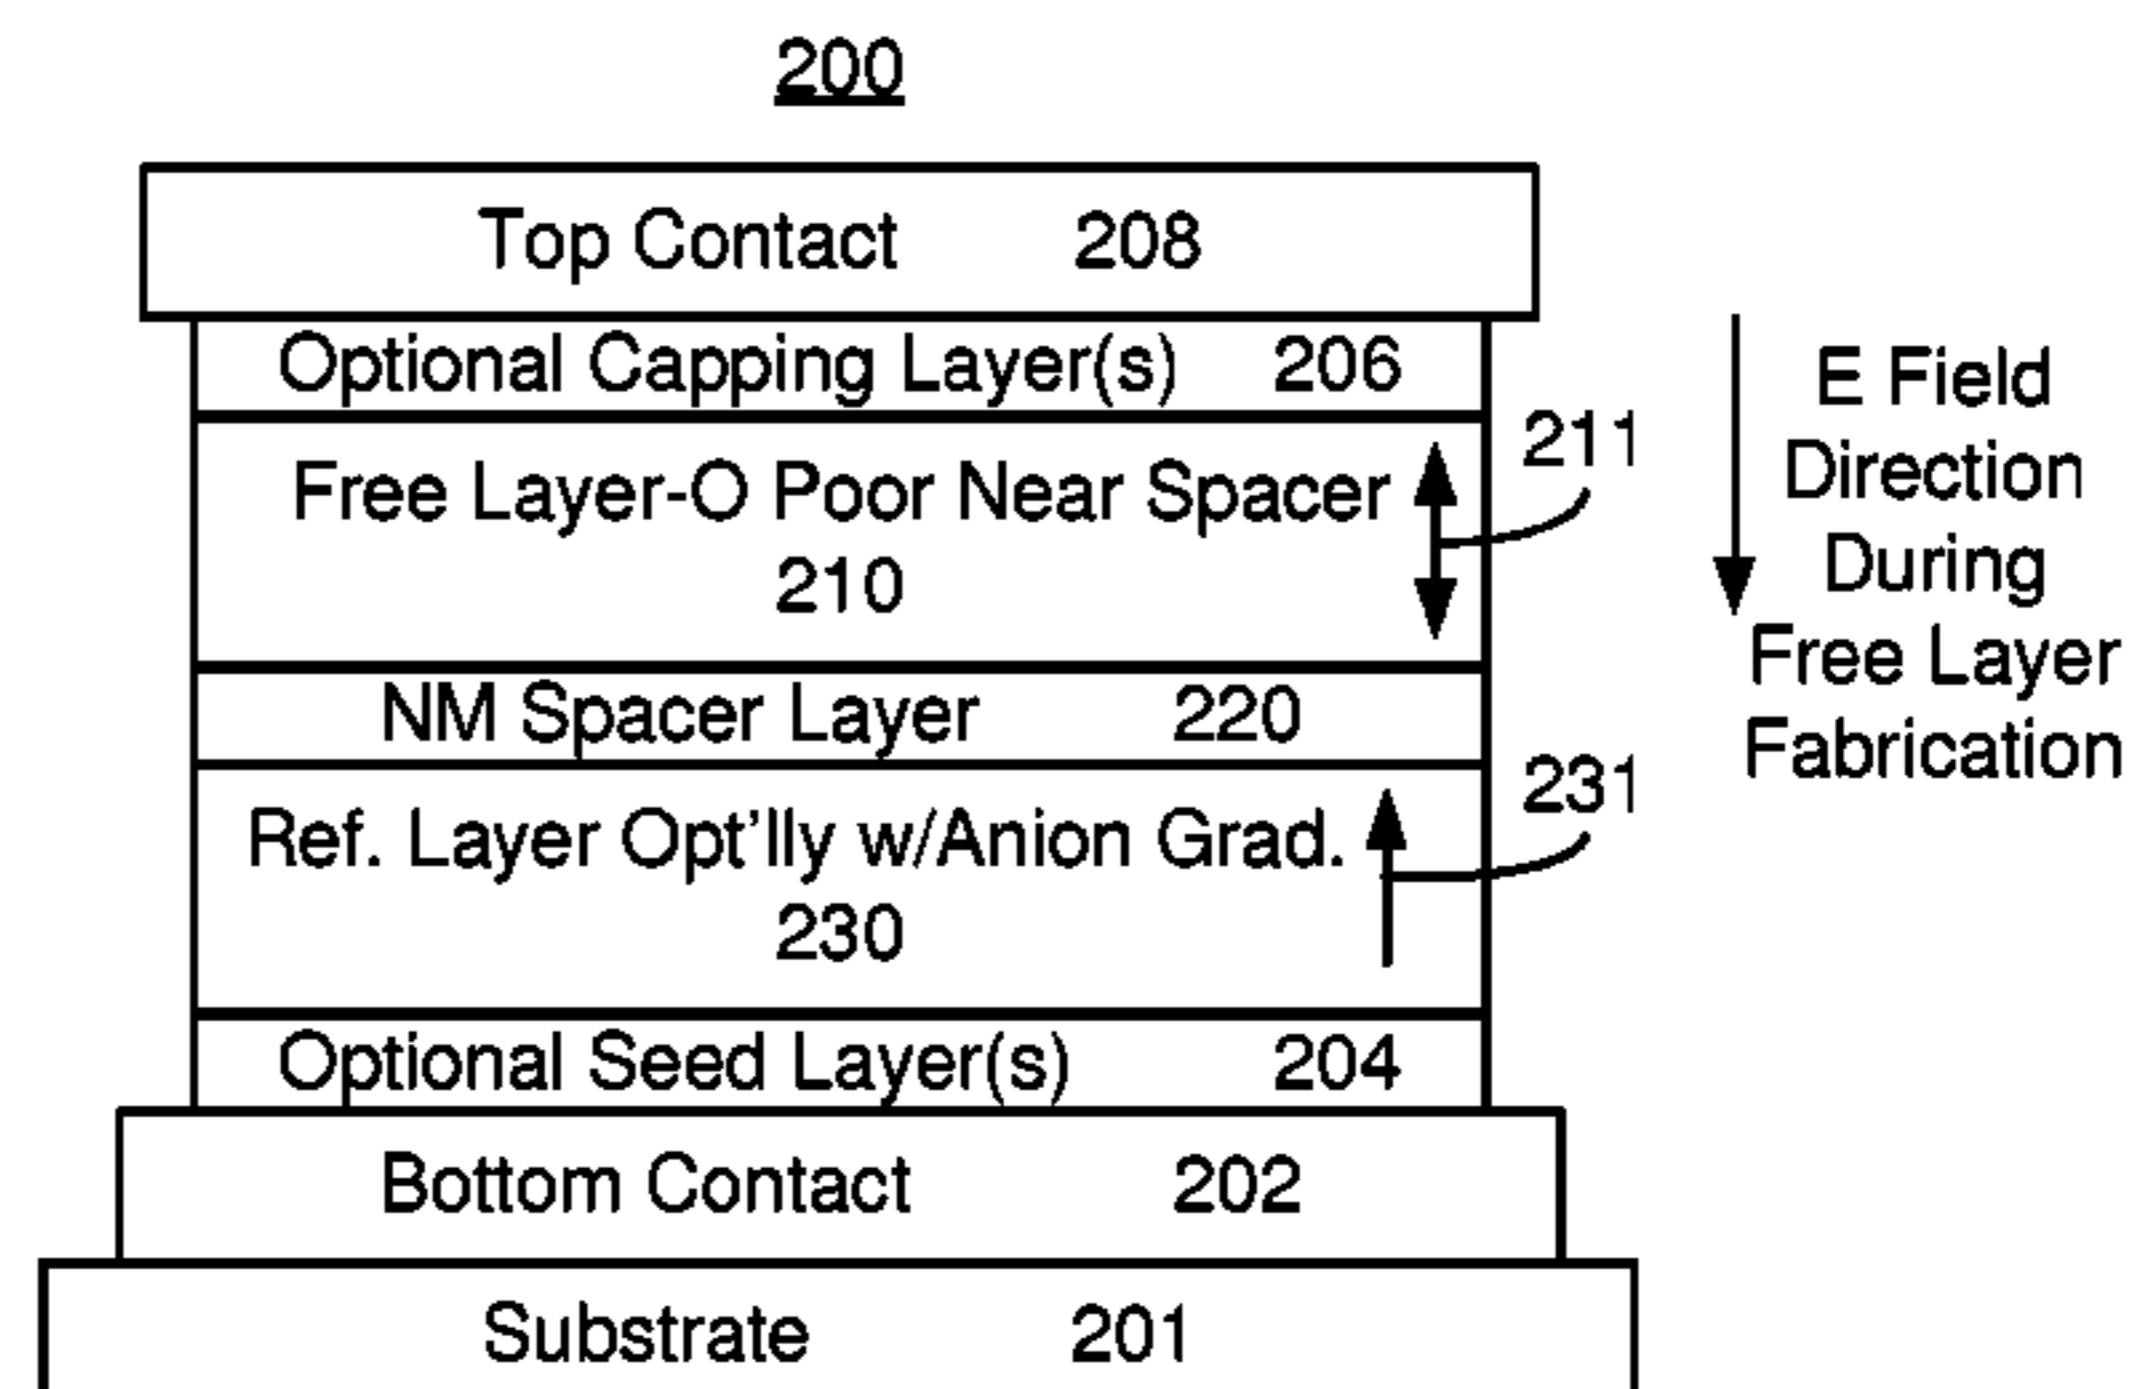 200
Top Contact 208
Optional Capping Layer(s) 206
211
Free Layer-O Poor Near Spacer
210
NM Spacer Layer 220
231
Ref. Layer Opt'lly w/Anion Grad.
230
Optional Seed Layer(s) 204
Bottom Contact 202
Substrate 201
E Field
Direction
During
Free Layer
Fabrication